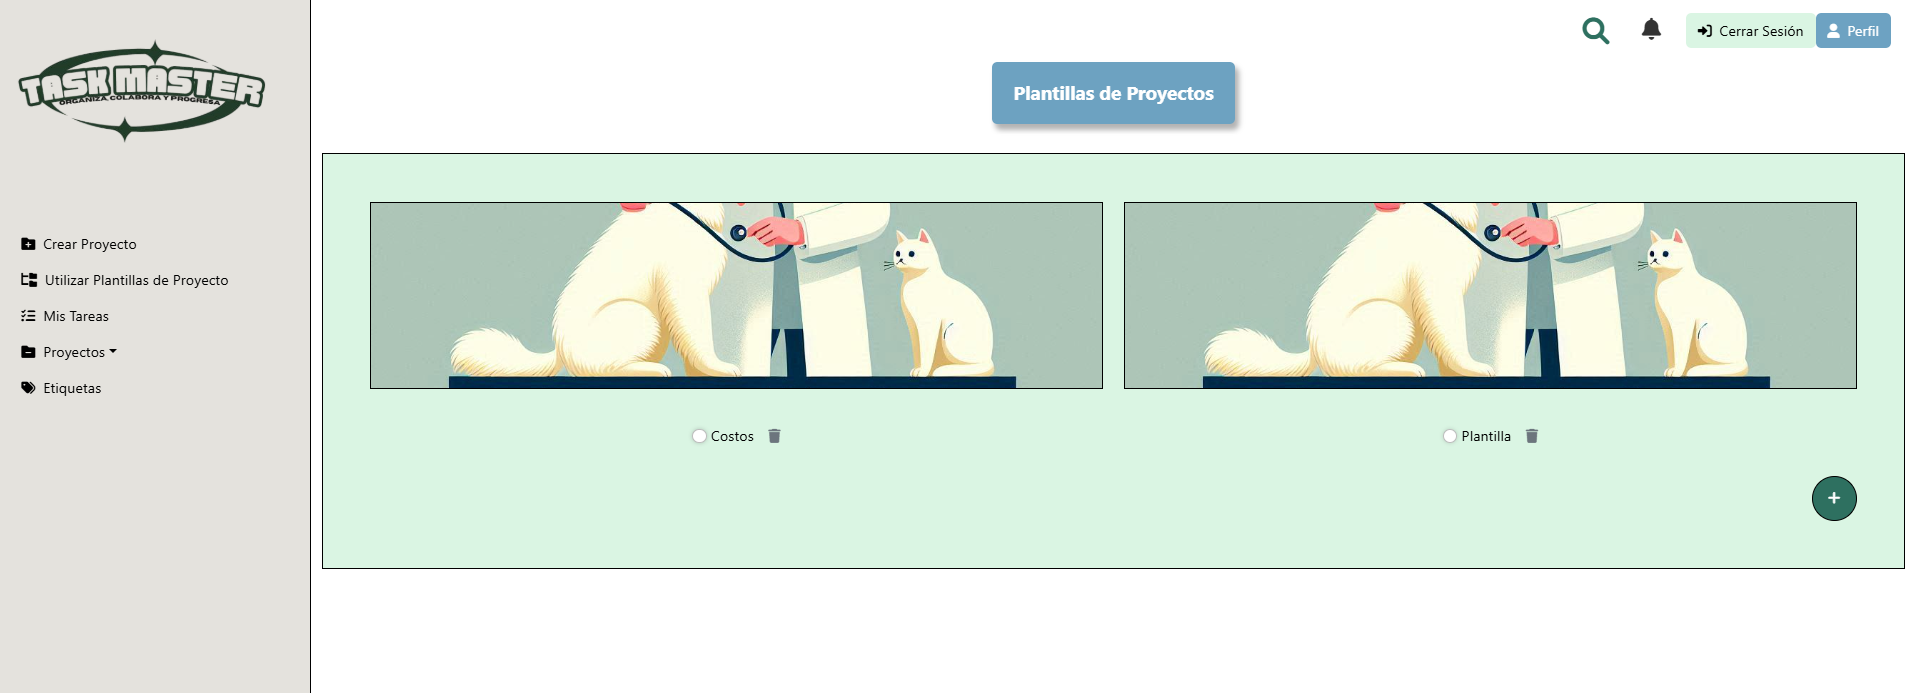 TASK MASTER
ORGANIZA, COLABORA Y PROGRESA
Cerrar Sesión
Perfil
Plantillas de Proyectos
Crear Proyecto
Utilizar Plantillas de Proyecto
Mis Tareas
Proyectos
Etiquetas
Costos
Plantilla